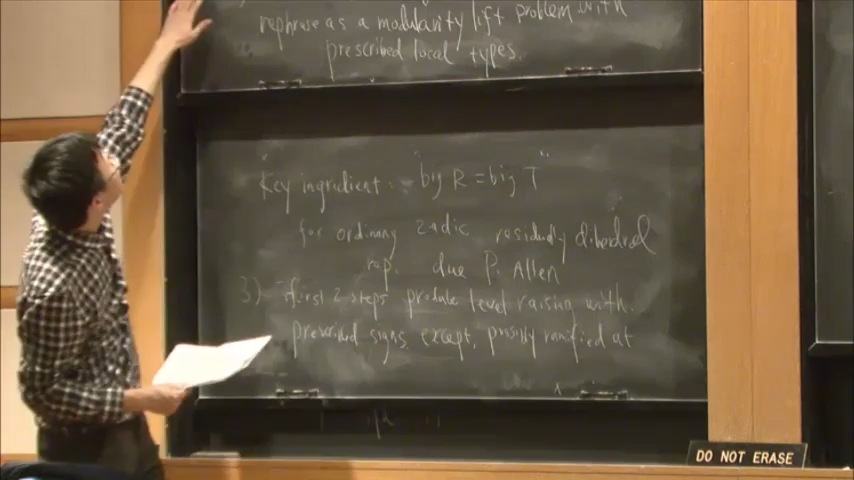 rephrase as a modularity lift problem with
prescribed local types.
Key ingredient: "big R = big T"
for ordinary 2adic residually dihedral
rep. due P. Allen
3) first 2 steps produce level raising with
prescribed signs except, possibly ramified at
DO NOT ERASE